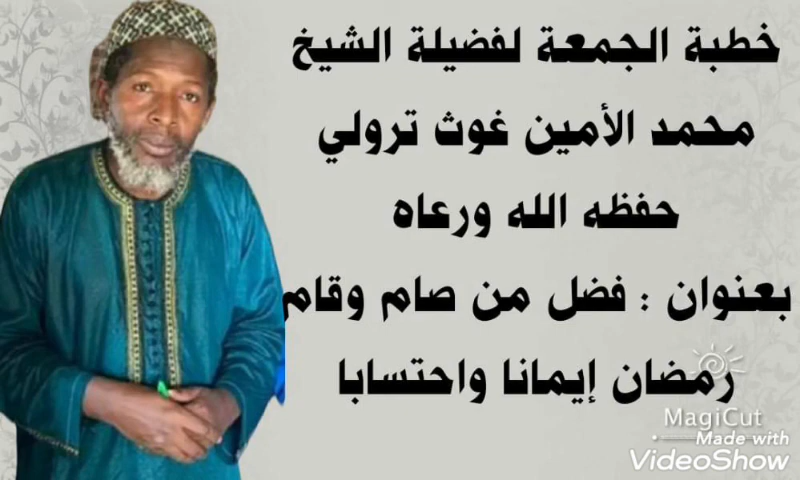 خطبة الجمعة لفضيلة الشيخ
محمد الأمين غوث ترولي
حفظه الله ورعاه
بعنوان : فضل من صام وقام
رمضان إيمانا واحتسابا
MagiCut
Made with
VideoShow